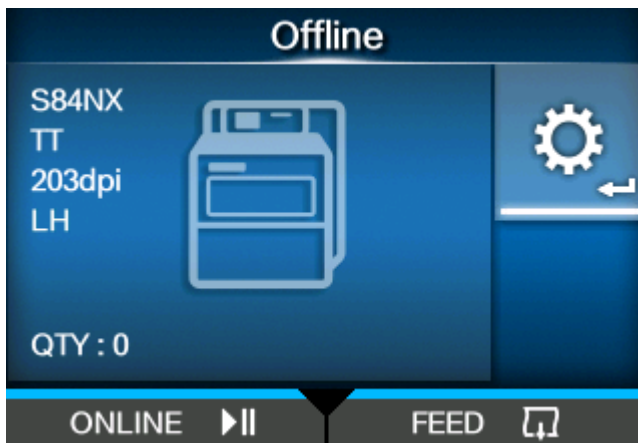 Offline
S84NX
TT
203dpi
LH
QTY : 0
ONLINE
FEED